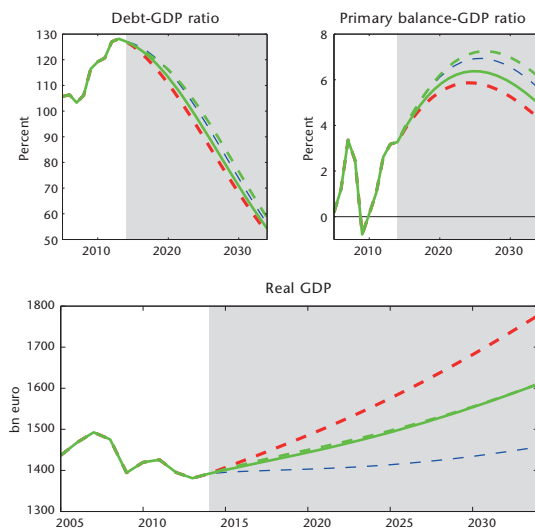 Debt-GDP ratio
Percent
130
120
110
100
90
80
70
60
50
2010 2020 2030
Primary balance-GDP ratio
Percent
8
6
4
2
0
2010 2020 2030
Real GDP
bn euro
1800
1700
1600
1500
1400
1300
2005 2010 2015 2020 2025 2030